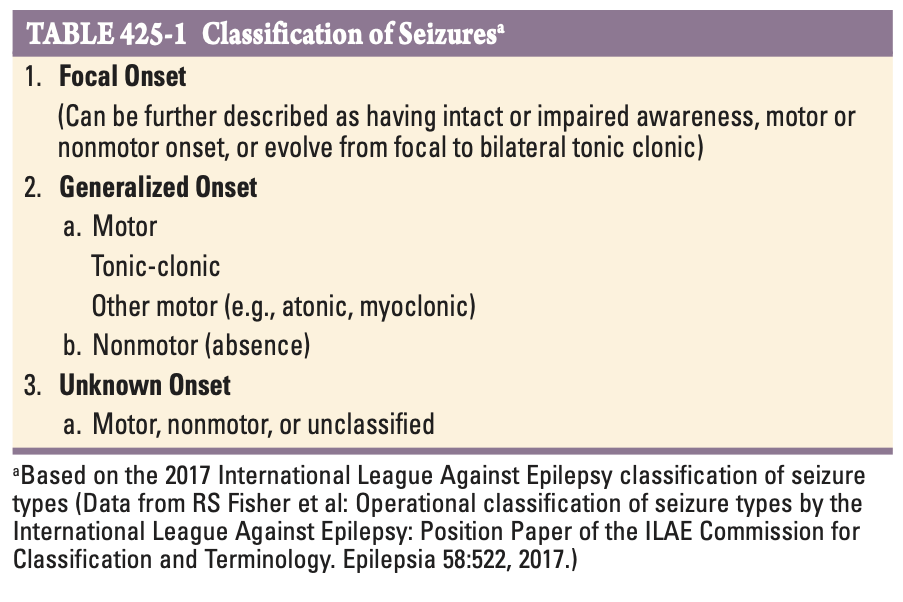 TABLE 425-1 Classification of Seizuresa
1. Focal Onset
(Can be further described as having intact or impaired awareness, motor or
nonmotor onset, or evolve from focal to bilateral tonic clonic)
2. Generalized Onset
a. Motor
Tonic-clonic
Other motor (e.g., atonic, myoclonic)
b. Nonmotor (absence)
3. Unknown Onset
a. Motor, nonmotor, or unclassified
aBased on the 2017 International League Against Epilepsy classification of seizure
types (Data from RS Fisher et al: Operational classification of seizure types by the
International League Against Epilepsy: Position Paper of the ILAE Commission for
Classification and Terminology. Epilepsia 58:522, 2017.)